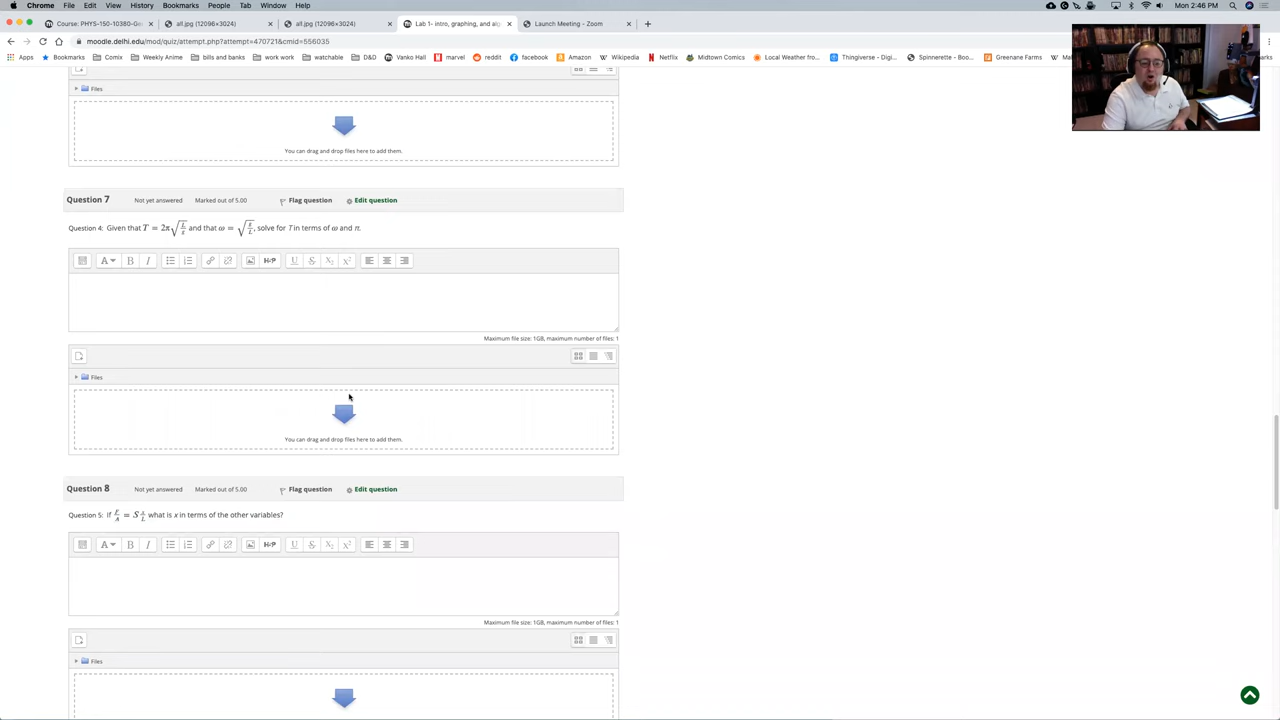 Chrome File Edit View History Bookmarks People Tab Window Help Mon 2:46 PM
Course: PHYS-150-10380-Ge atf.jpg (12096×3024) atf.jpg (12096×3024) Lab 1- intro, graphing, and alg Launch Meeting - Zoom
moodle.delhi.edu/mod/quiz/attempt.php?attempt=470721&cmid=556035
Apps Bookmarks Comix Weekly Anime bills and banks work work watchable D&D Vanko Hall marvel reddit facebook Amazon Wikipedia Netflix Midtown Comics Local Weather fro... Thingiverse - Digi... Spinnerette - Boo... Greenane Farms
Files
You can drag and drop files here to add them.
Question 7 Not yet answered Marked out of 5.00 Flag question Edit question
Question 4: Given that T = 2π√(L/g) and that ω = √(g/L), solve for T in terms of ω and π.
Maximum file size: 1GB, maximum number of files: 1
Files
You can drag and drop files here to add them.
Question 8 Not yet answered Marked out of 5.00 Flag question Edit question
Question 5: if F/A = S x/L what is x in terms of the other variables?
Maximum file size: 1GB, maximum number of files: 1
Files